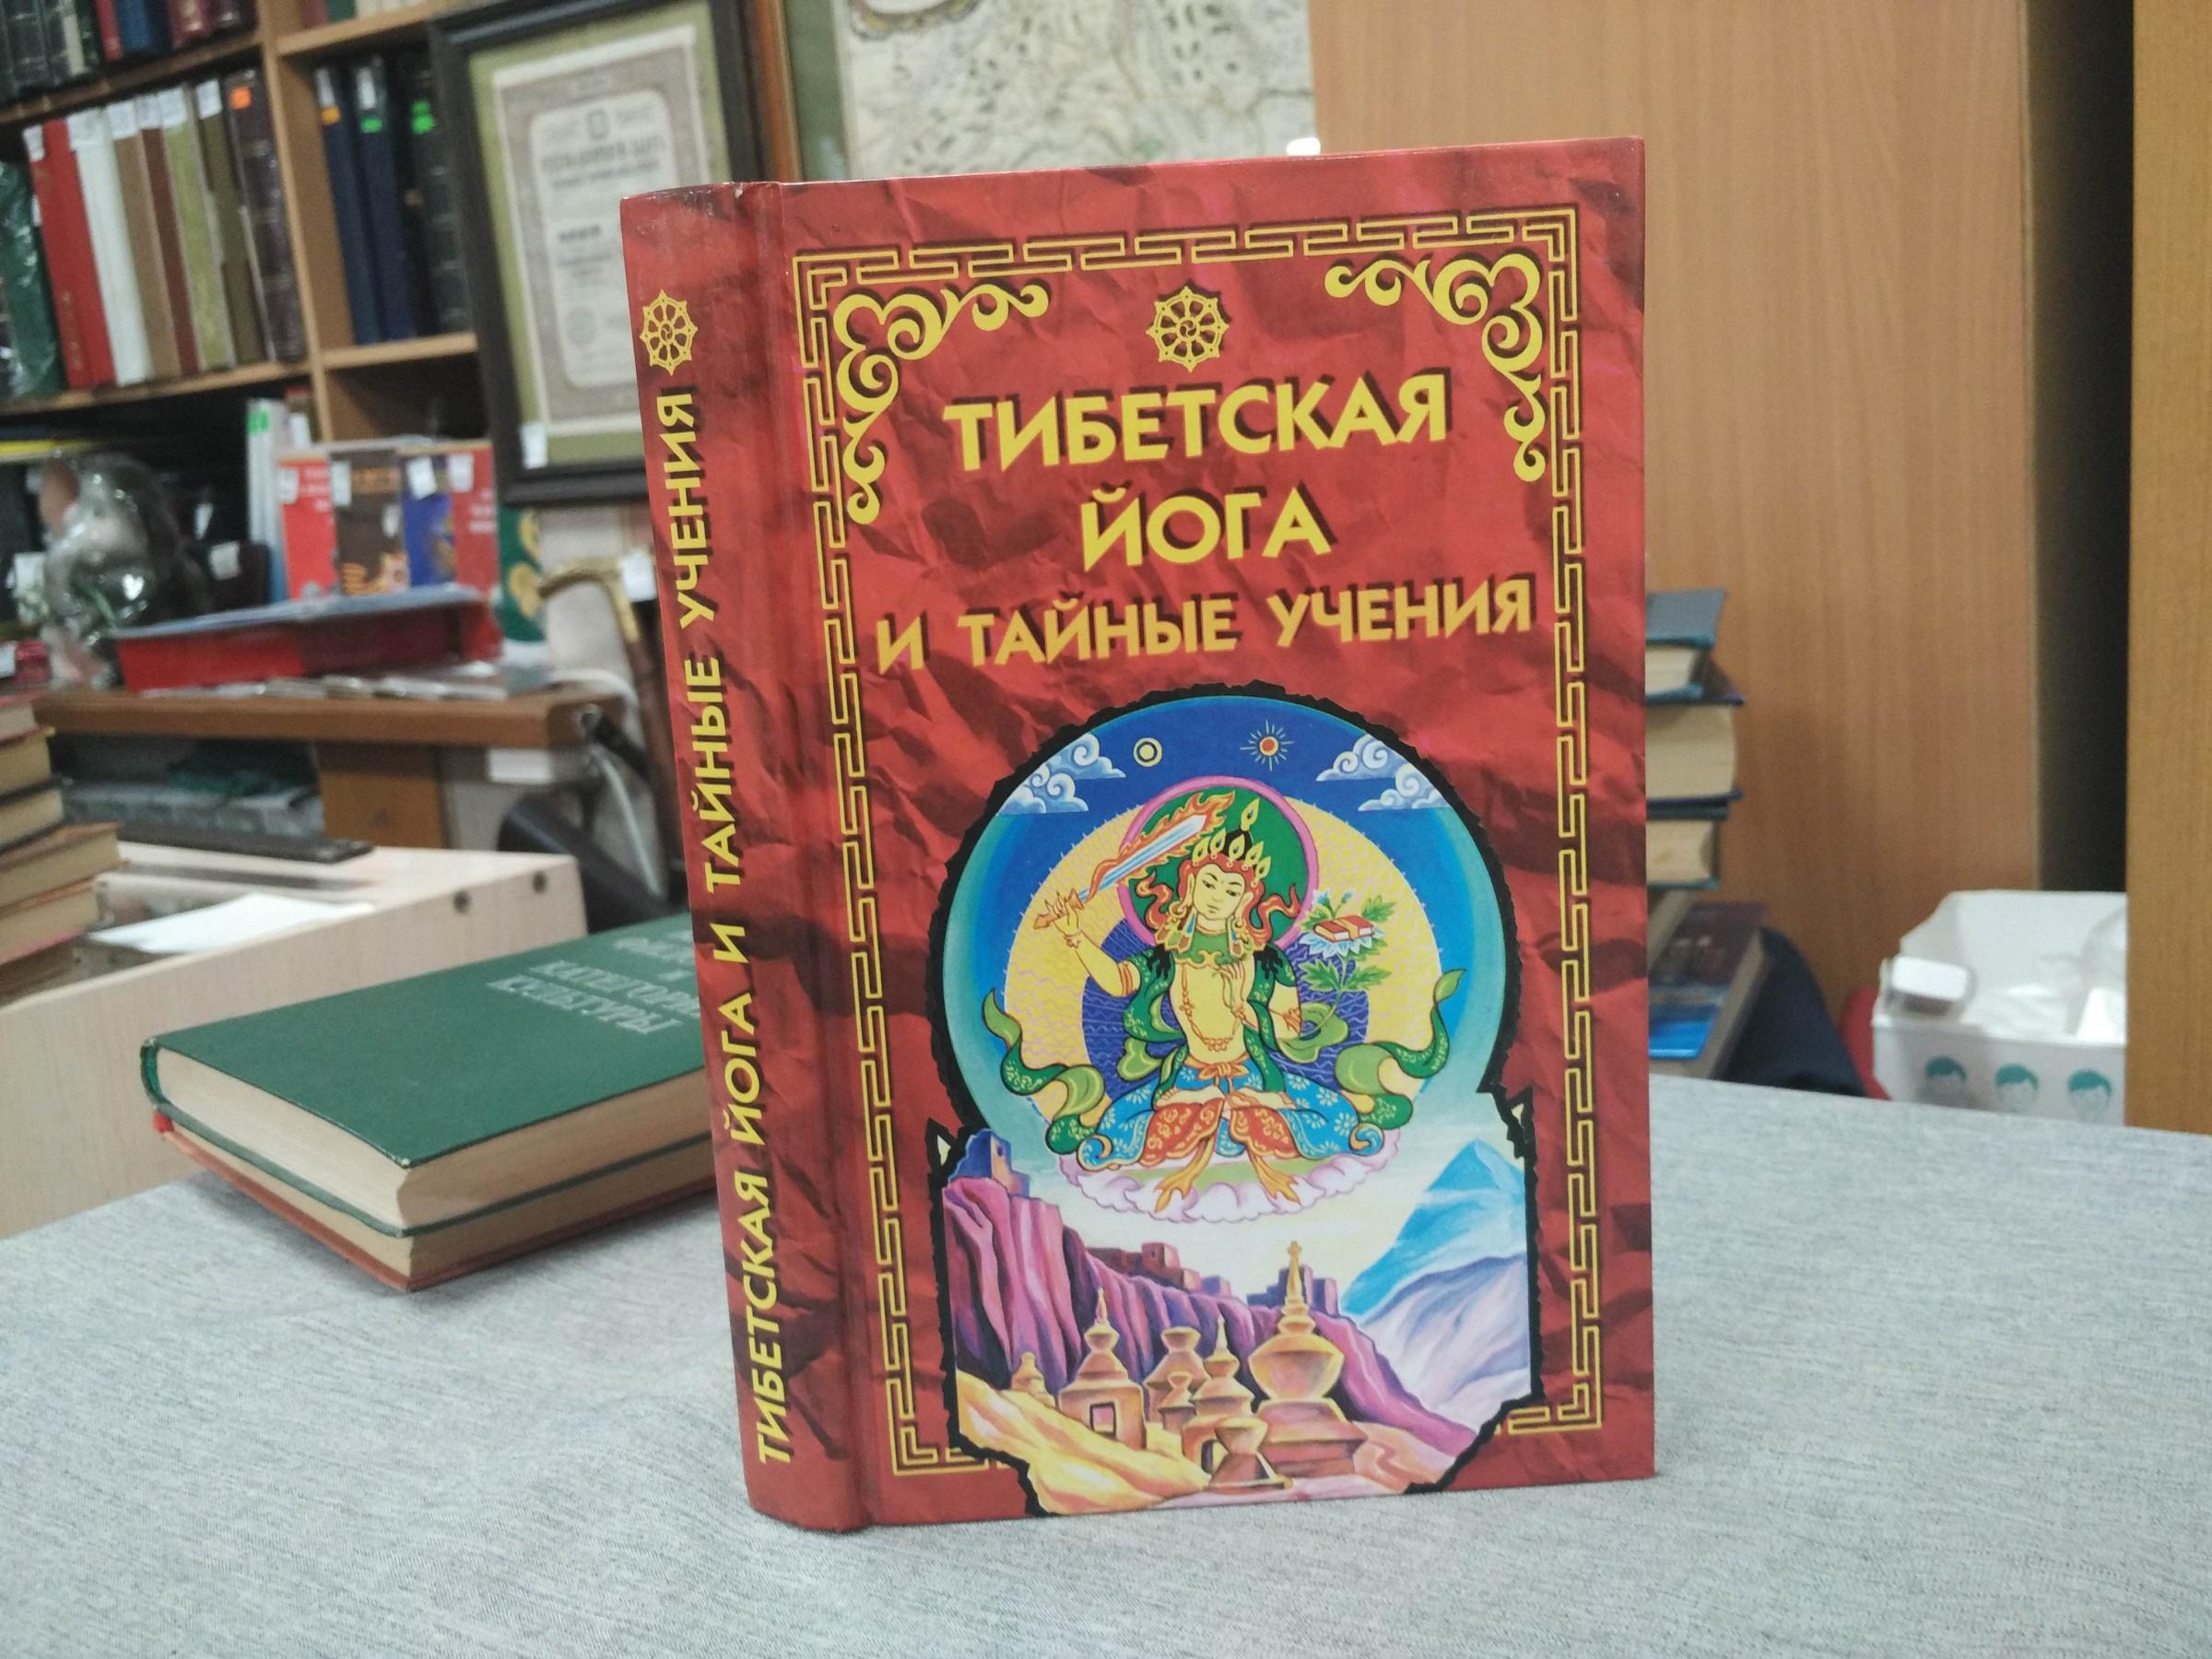 ТИБЕТСКАЯ
ЙОГА
И ТАЙНЫЕ УЧЕНИЯ
ТИБЕТСКАЯ ЙОГА И ТАЙНЫЕ УЧЕНИЯ